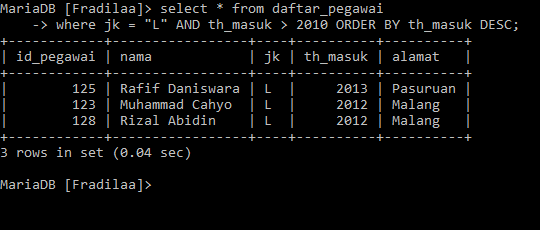 MariaDB [Fradilaa]> select * from daftar_pegawai
    -> where jk = "L" AND th_masuk > 2010 ORDER BY th_masuk DESC;
+------------+-----------------+----+----------+----------+
| id_pegawai | nama            | jk | th_masuk | alamat   |
+------------+-----------------+----+----------+----------+
|        125 | Rafif Daniswara | L  |     2013 | Pasuruan |
|        123 | Muhammad Cahyo  | L  |     2012 | Malang   |
|        128 | Rizal Abidin    | L  |     2012 | Malang   |
+------------+-----------------+----+----------+----------+
3 rows in set (0.04 sec)
MariaDB [Fradilaa]>